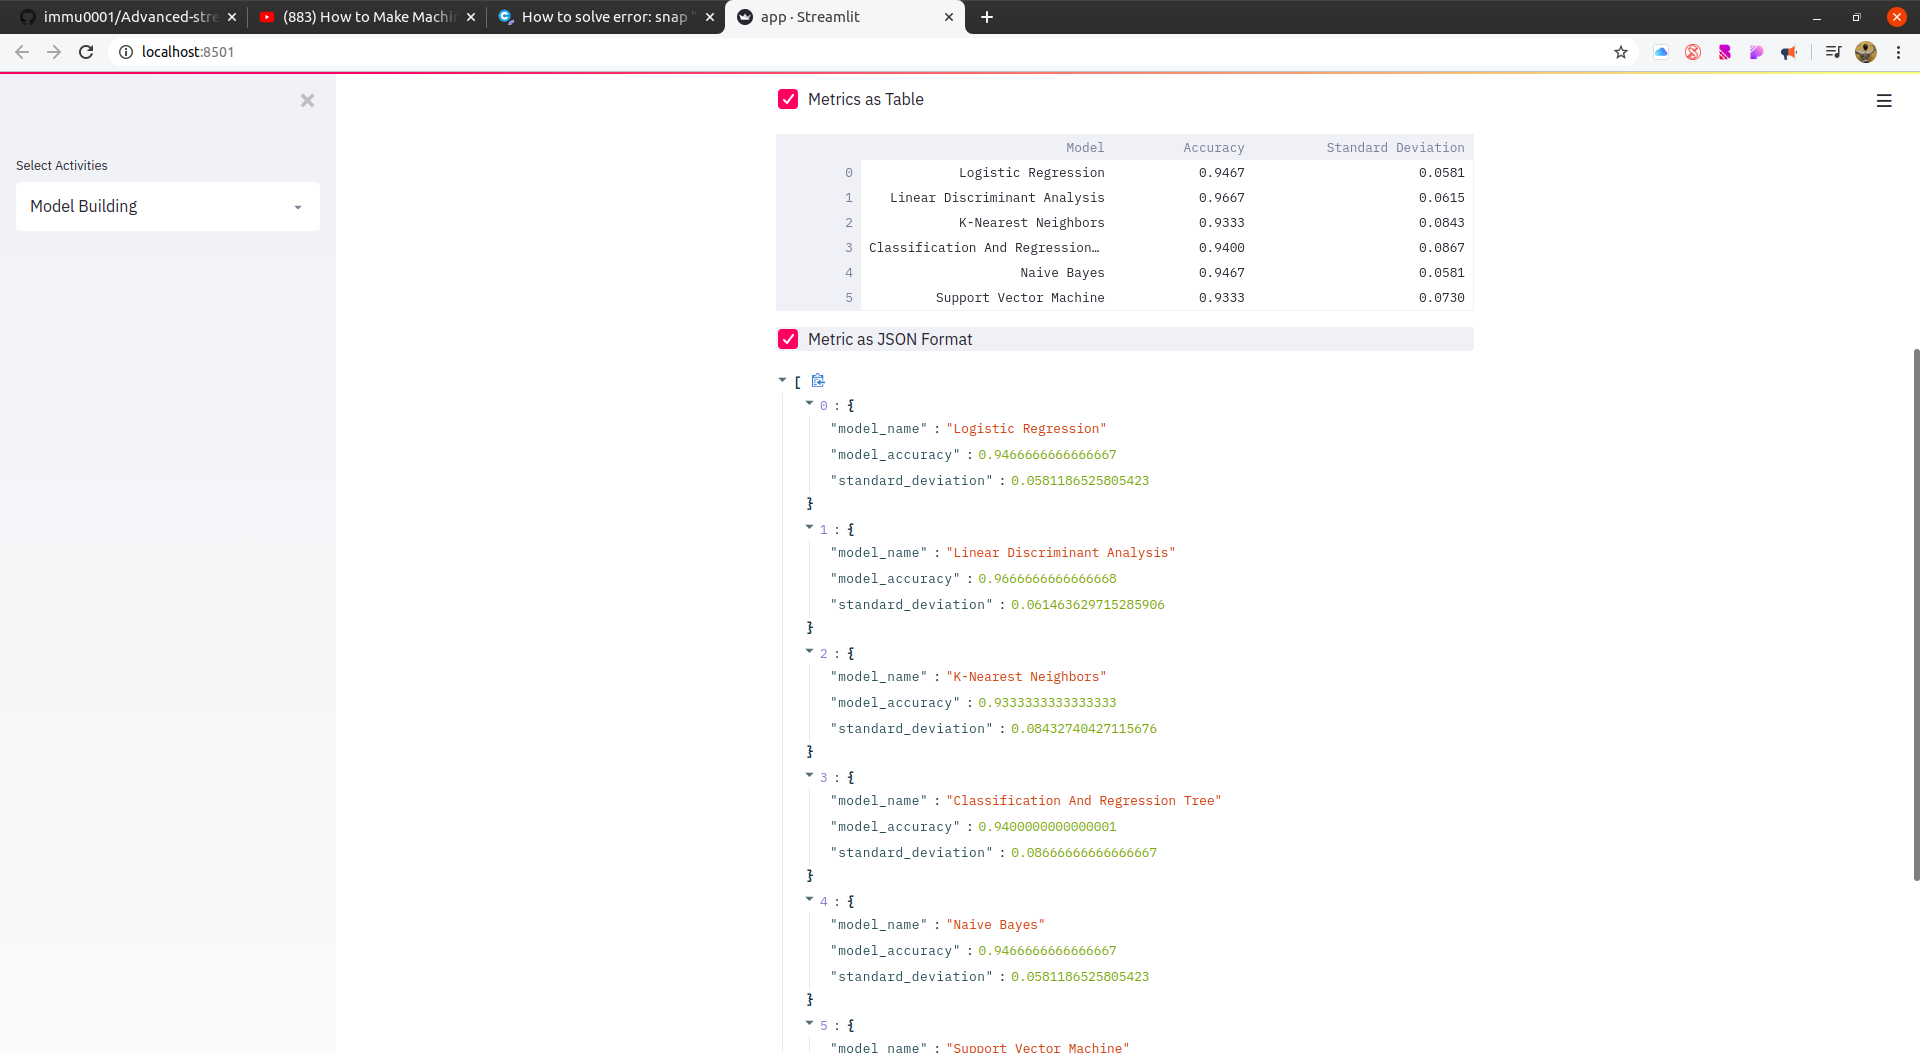 immu0001/Advanced-stre
(883) How to Make Machin
How to solve error: snap "
app · Streamlit
localhost:8501
Select Activities
Model Building
Metrics as Table
Model Accuracy Standard Deviation
0 Logistic Regression 0.9467 0.0581
1 Linear Discriminant Analysis 0.9667 0.0615
2 K-Nearest Neighbors 0.9333 0.0843
3 Classification And Regression… 0.9400 0.0867
4 Naive Bayes 0.9467 0.0581
5 Support Vector Machine 0.9333 0.0730
Metric as JSON Format
[
0 : {
"model_name" : "Logistic Regression"
"model_accuracy" : 0.9466666666666667
"standard_deviation" : 0.0581186525805423
}
1 : {
"model_name" : "Linear Discriminant Analysis"
"model_accuracy" : 0.9666666666666668
"standard_deviation" : 0.061463629715285906
}
2 : {
"model_name" : "K-Nearest Neighbors"
"model_accuracy" : 0.9333333333333333
"standard_deviation" : 0.08432740427115676
}
3 : {
"model_name" : "Classification And Regression Tree"
"model_accuracy" : 0.9400000000000001
"standard_deviation" : 0.08666666666666667
}
4 : {
"model_name" : "Naive Bayes"
"model_accuracy" : 0.9466666666666667
"standard_deviation" : 0.0581186525805423
}
5 : {
"model_name" : "Support Vector Machine"